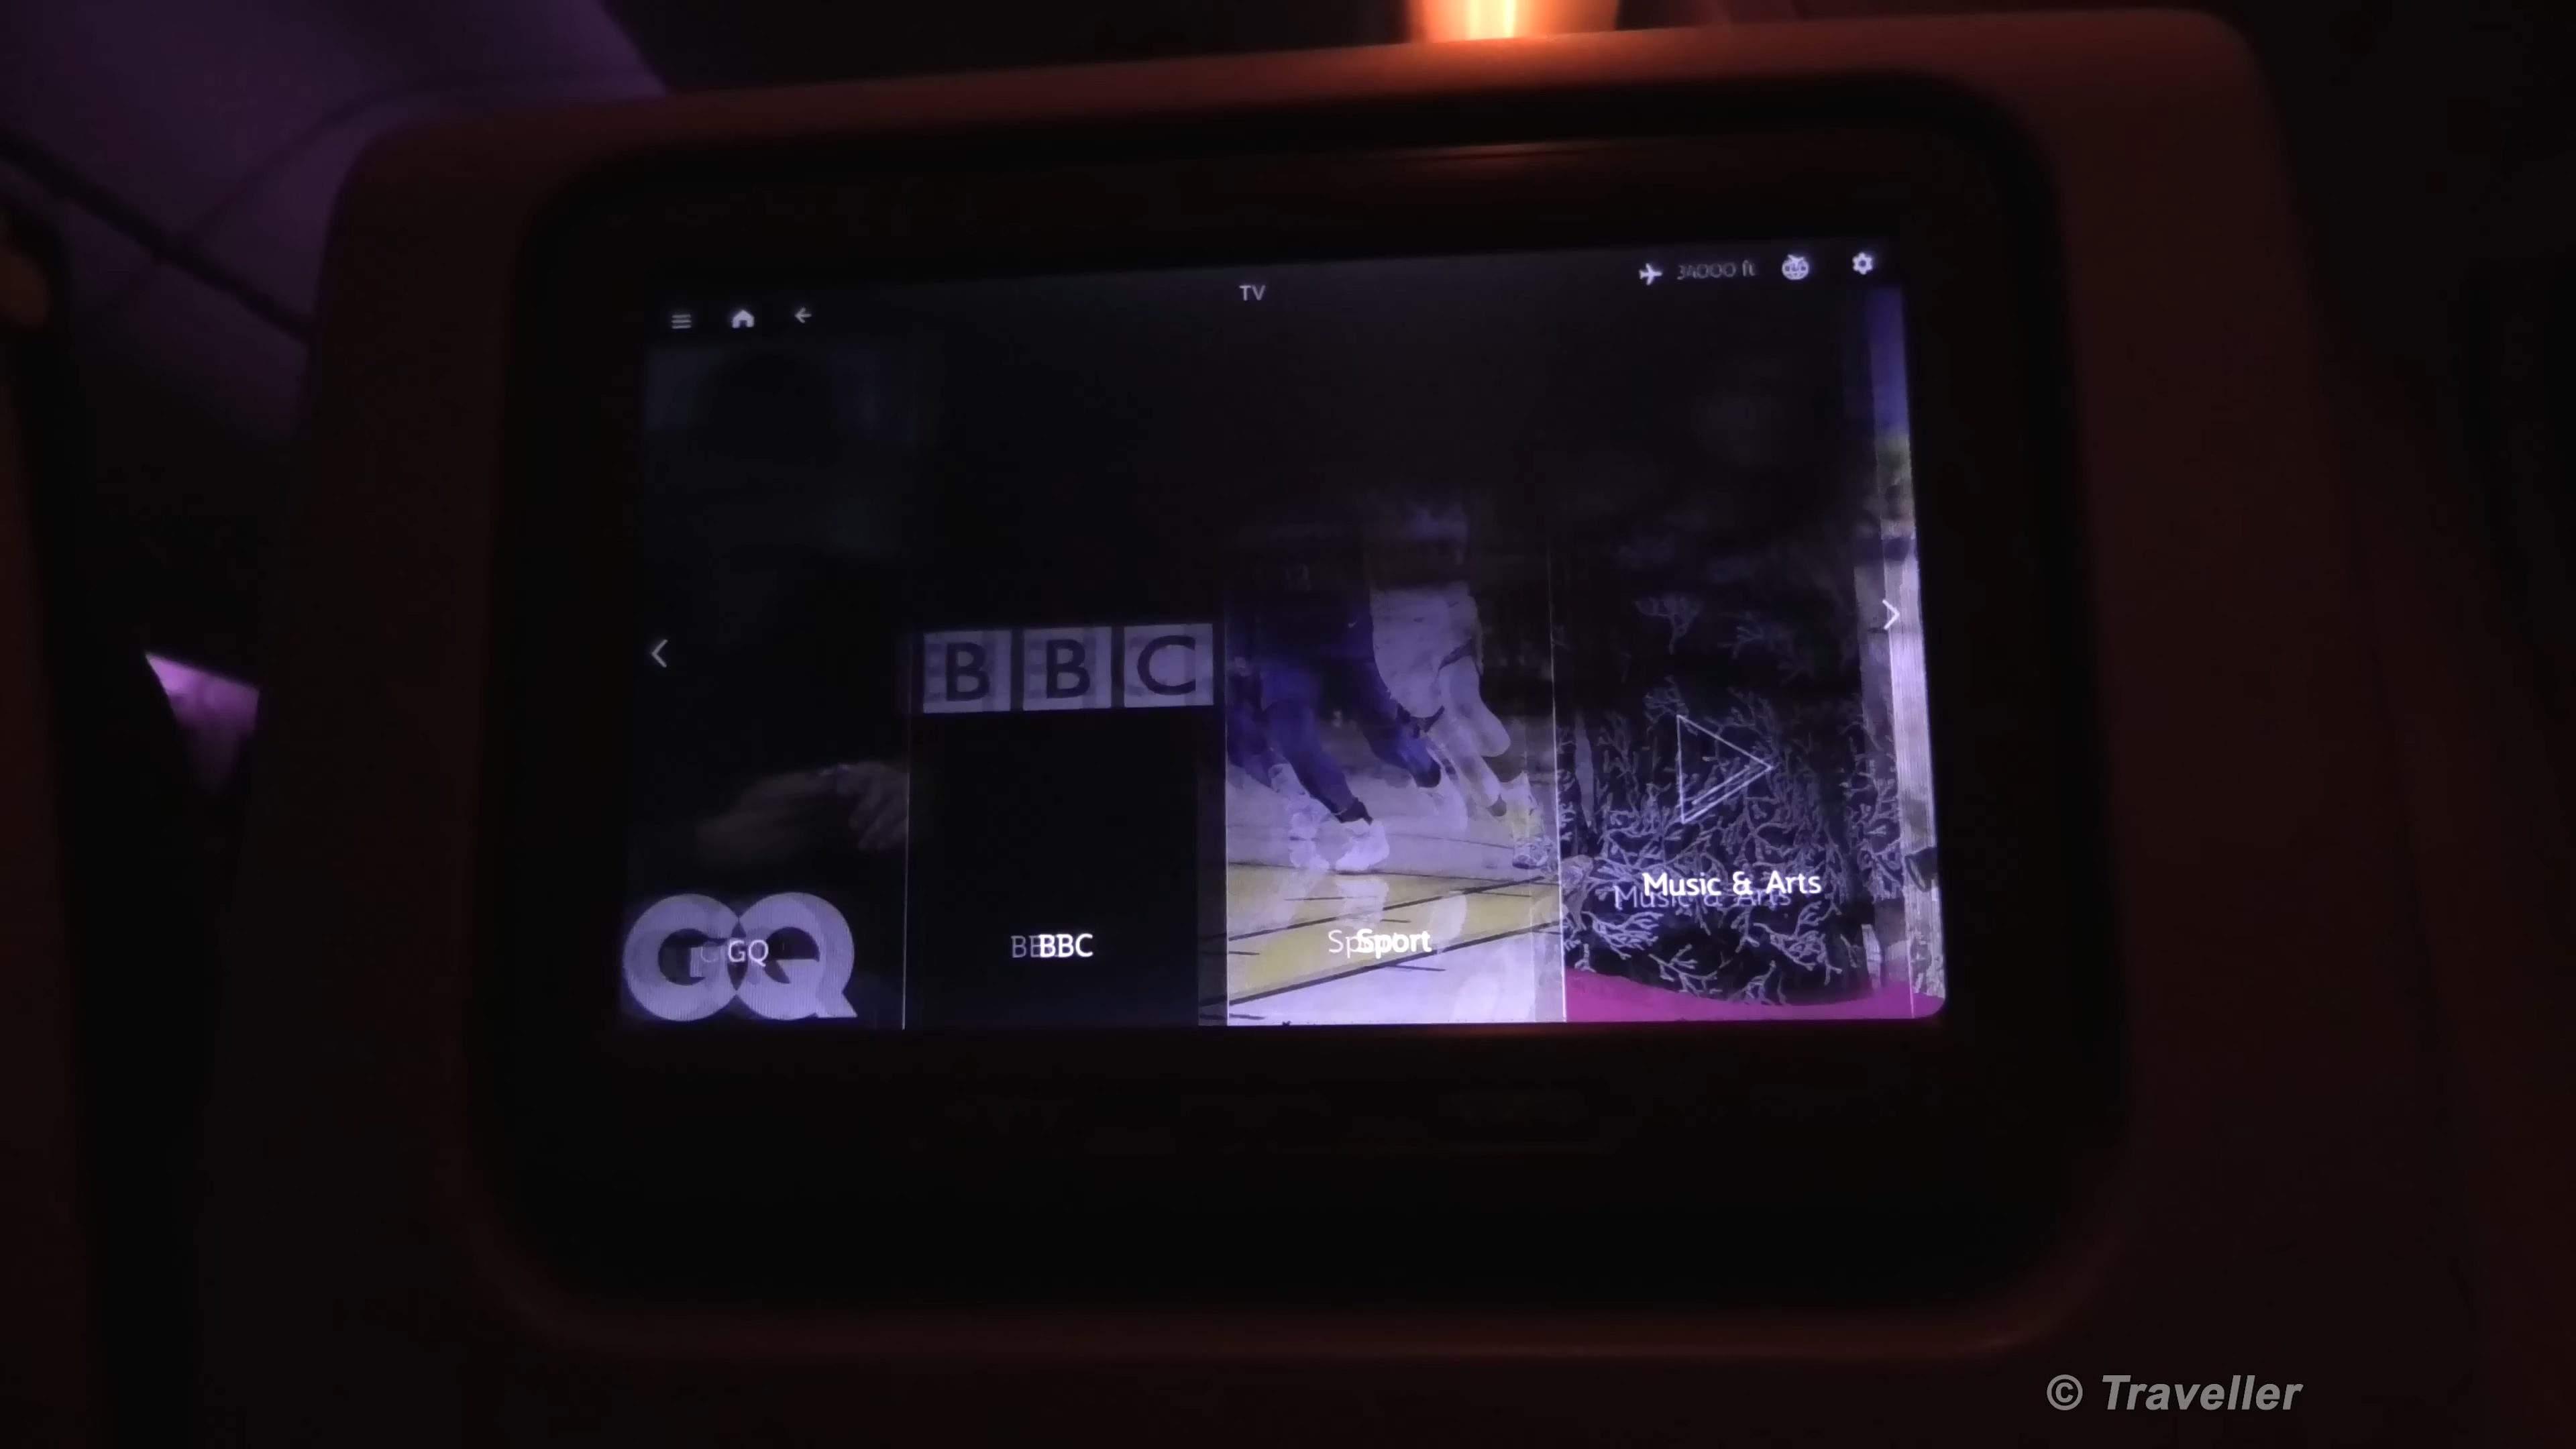 TV
34000 ft
BBC
GQ
GQ
BBC
Sport
Music & Arts
© Traveller